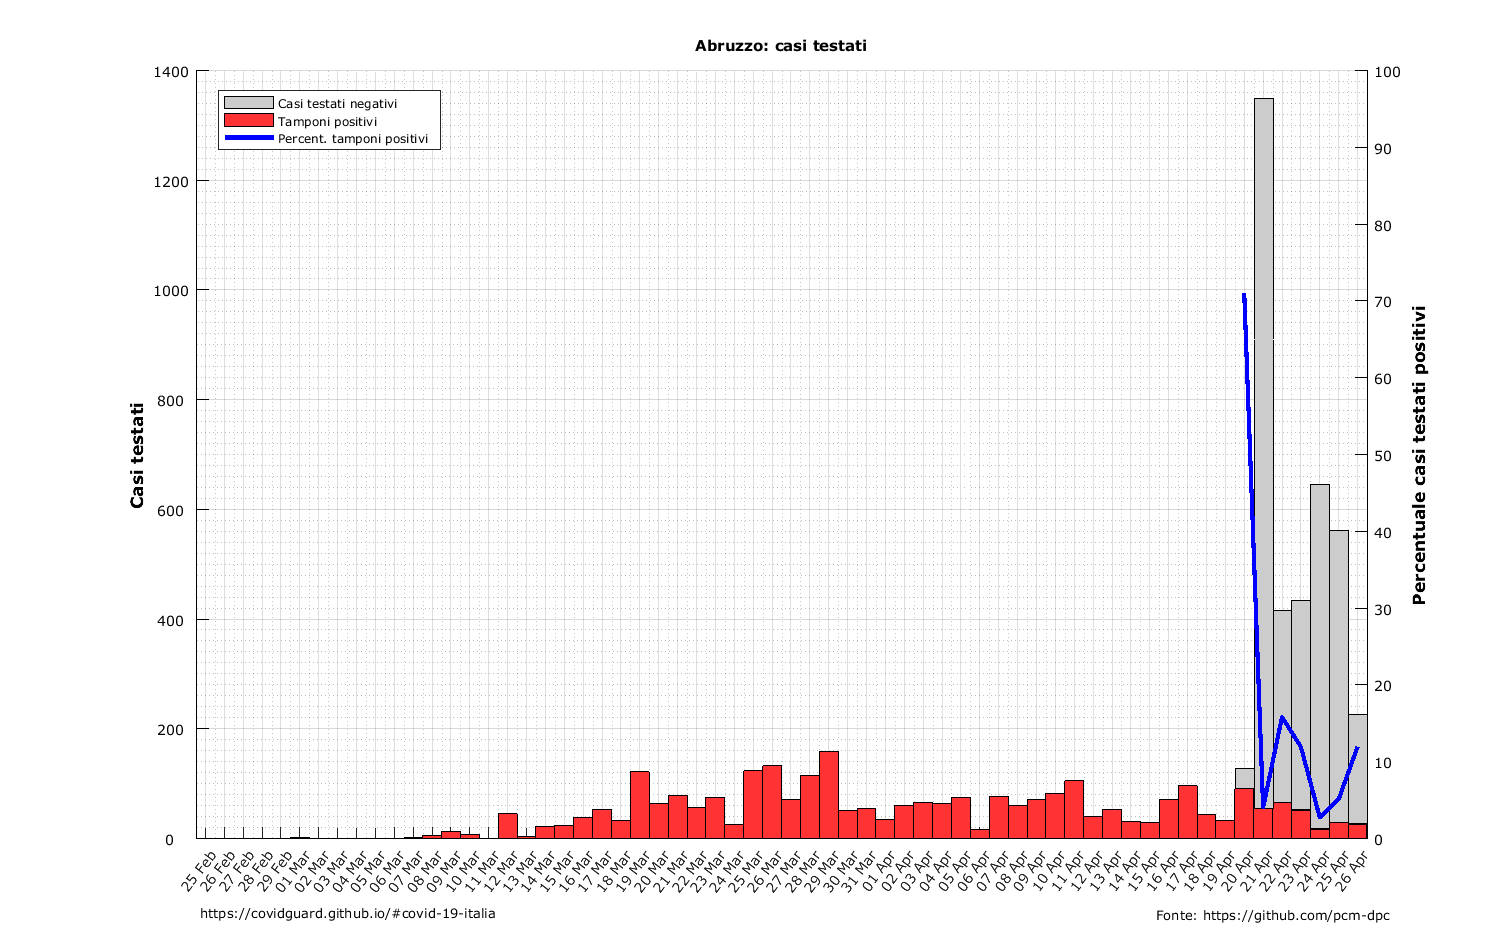 Abruzzo: casi testati
1400
1200
1000
800
600
400
200
0
Casi testati
Casi testati negativi
Tamponi positivi
Percent. tamponi positivi
100
90
80
70
60
50
40
30
20
10
0
Percentuale casi testati positivi
25 Feb
26 Feb
27 Feb
28 Feb
29 Feb
01 Mar
02 Mar
03 Mar
04 Mar
05 Mar
06 Mar
07 Mar
08 Mar
09 Mar
10 Mar
11 Mar
12 Mar
13 Mar
14 Mar
15 Mar
16 Mar
17 Mar
18 Mar
19 Mar
20 Mar
21 Mar
22 Mar
23 Mar
24 Mar
25 Mar
26 Mar
27 Mar
28 Mar
29 Mar
30 Mar
31 Mar
01 Apr
02 Apr
03 Apr
04 Apr
05 Apr
06 Apr
07 Apr
08 Apr
09 Apr
10 Apr
11 Apr
12 Apr
13 Apr
14 Apr
15 Apr
16 Apr
17 Apr
18 Apr
19 Apr
20 Apr
21 Apr
22 Apr
23 Apr
24 Apr
25 Apr
26 Apr
https://covidguard.github.io/#covid-19-italia
Fonte: https://github.com/pcm-dpc